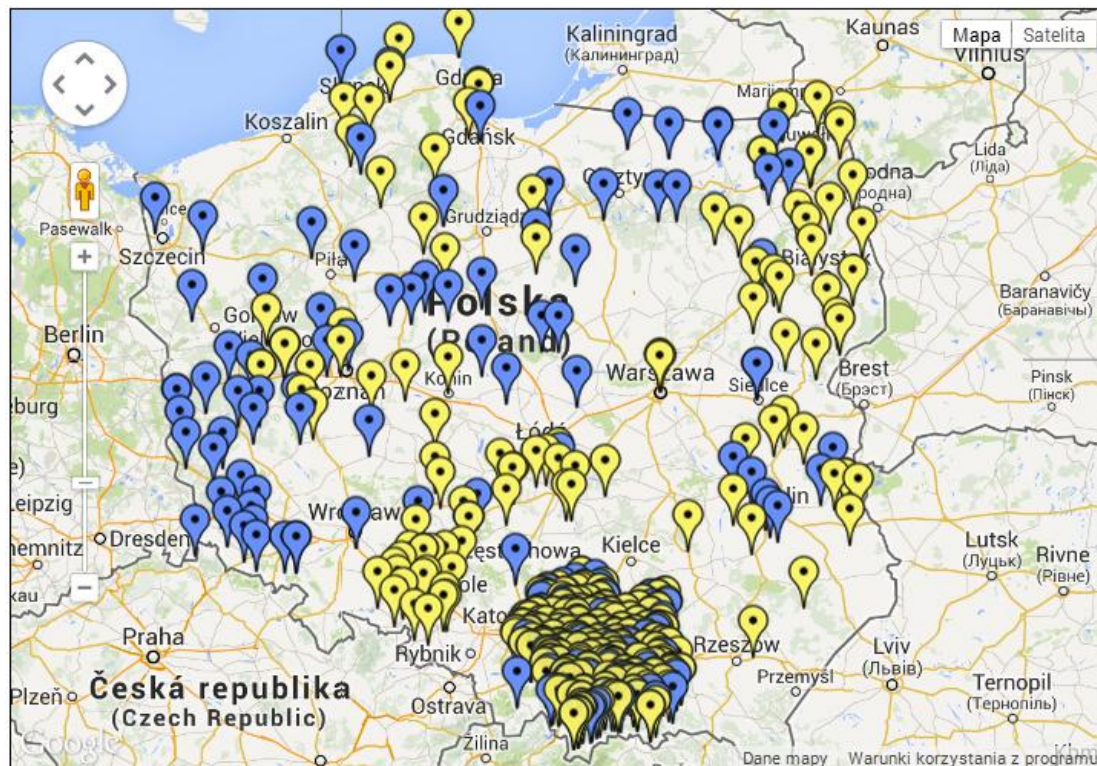 Kaliningrad
(Калининград)
Kaunas
Mapa
Satelita
Vilnius
Koszalin
Gdańsk
Lida
(Ліда)
Pasewalk
Szczecin
Grudziądz
Piła
Białystok
Baranavičy
(Баранавічы)
Berlin
Polska
(Poland)
Warszawa
Siedlce
Brest
(Брэст)
Pinsk
(Пінск)
Konin
Łódź
Leipzig
Dresden
Wrocław
Kielce
Lutsk
(Луцьк)
Rivne
(Рівне)
Praha
Rybnik
Rzeszów
Przemyśl
Lviv
(Львів)
Plzeň
Česká republika
(Czech Republic)
Ostrava
Ternopil
(Тернопіль)
Žilina
Google
Dane mapy
Warunki korzystania z programu